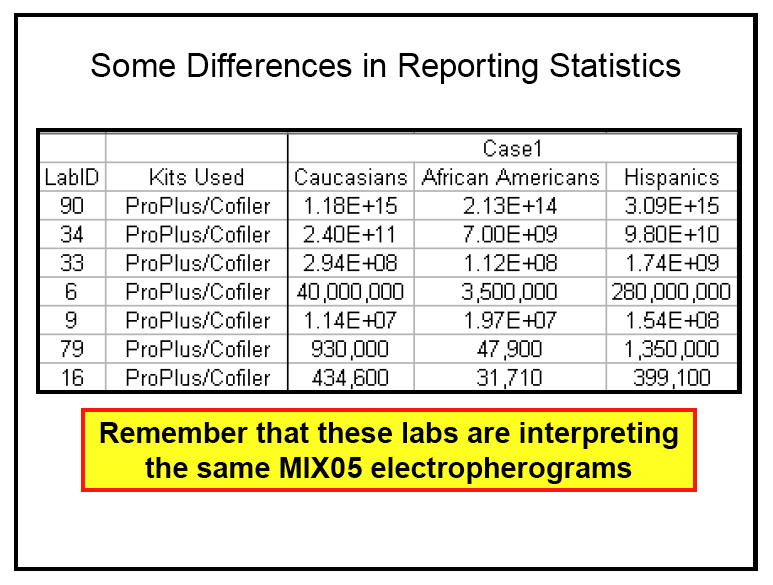 Some Differences in Reporting Statistics
Case1
LabID Kits Used Caucasians African Americans Hispanics
90 ProPlus/Cofiler 1.18E+15 2.13E+14 3.09E+15
34 ProPlus/Cofiler 2.40E+11 7.00E+09 9.80E+10
33 ProPlus/Cofiler 2.94E+08 1.12E+08 1.74E+09
6 ProPlus/Cofiler 40,000,000 3,500,000 280,000,000
9 ProPlus/Cofiler 1.14E+07 1.97E+07 1.54E+08
79 ProPlus/Cofiler 930,000 47,900 1,350,000
16 ProPlus/Cofiler 434,600 31,710 399,100
Remember that these labs are interpreting
the same MIX05 electropherograms